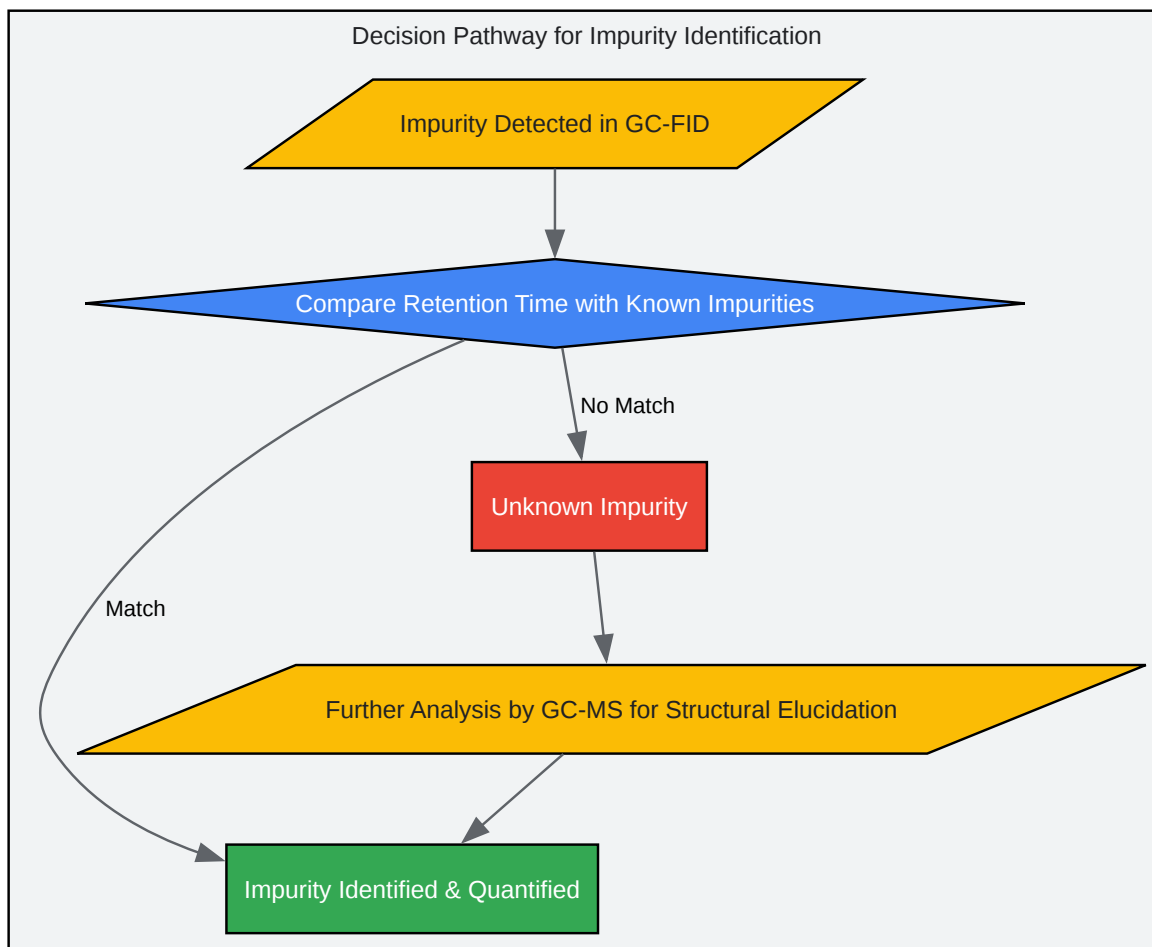 Decision Pathway for Impurity Identification
Impurity Detected in GC-FID
Compare Retention Time with Known Impurities
No Match
Unknown Impurity
Match
Further Analysis by GC-MS for Structural Elucidation
Impurity Identified & Quantified